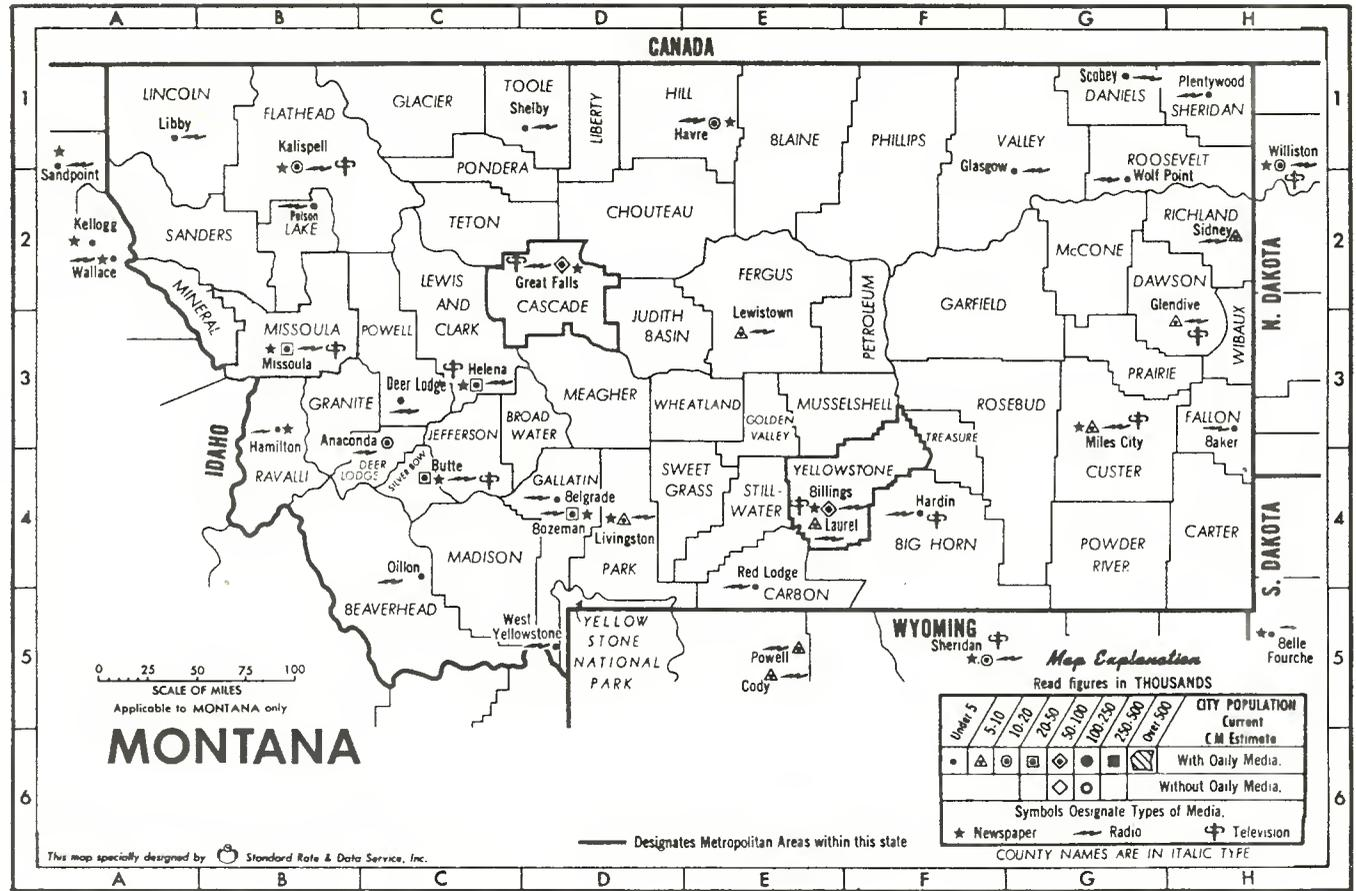 A B C D E F G H
CANADA
1 1
LINCOLN
Libby
FLATHEAD
Kalispell
GLACIER
TOOLE
Shelby
LIBERTY
HILL
Havre
BLAINE
PHILLIPS
VALLEY
Glasgow
Scobey
DANIELS
Plentywood
SHERIDAN
Sandpoint
PONDERA
ROOSEVELT
Wolf Point
Williston
2 2
Kellogg
Wallace
SANDERS
Polson
LAKE
TETON
CHOUTEAU
McCONE
RICHLAND
Sidney
MINERAL
LEWIS
AND
CLARK
Great Falls
CASCADE
FERGUS
Lewistown
JUDITH
BASIN
PETROLEUM
GARFIELD
DAWSON
Glendive
WIBAUX
N. DAKOTA
MISSOULA
Missoula
POWELL
3 3
Deer Lodge
Helena
MEAGHER
PRAIRIE
GRANITE
BROAD
WATER
WHEATLAND
GOLDEN
VALLEY
MUSSELSHELL
ROSEBUD
TREASURE
Miles City
CUSTER
FALLON
Baker
IDAHO
Hamilton
RAVALLI
Anaconda
DEER
LODGE
SILVER BOW
JEFFERSON
Butte
4 4
GALLATIN
Belgrade
Bozeman
Livingston
PARK
SWEET
GRASS
STILL-
WATER
YELLOWSTONE
Billings
Laurel
Hardin
BIG HORN
POWDER
RIVER
CARTER
S. DAKOTA
MADISON
Dillon
BEAVERHEAD
Red Lodge
CARBON
5 5
West
Yellowstone
YELLOW
STONE
NATIONAL
PARK
Powell
Cody
WYOMING
Sheridan
Belle
Fourche
0 25 50 75 100
SCALE OF MILES
Applicable to MONTANA only
MONTANA
Map Explanation
Read figures in THOUSANDS
Under 5 5-10 10-20 20-50 50-100 100-250 250-500 Over 500
CITY POPULATION
Current
C.M Estimate
With Daily Media.
Without Daily Media.
Symbols Designate Types of Media.
Newspaper Radio Television
COUNTY NAMES ARE IN ITALIC TYPE
6 6
Designates Metropolitan Areas within this state
This map specially designed by Standard Rate & Data Service, Inc.
A B C D E F G H